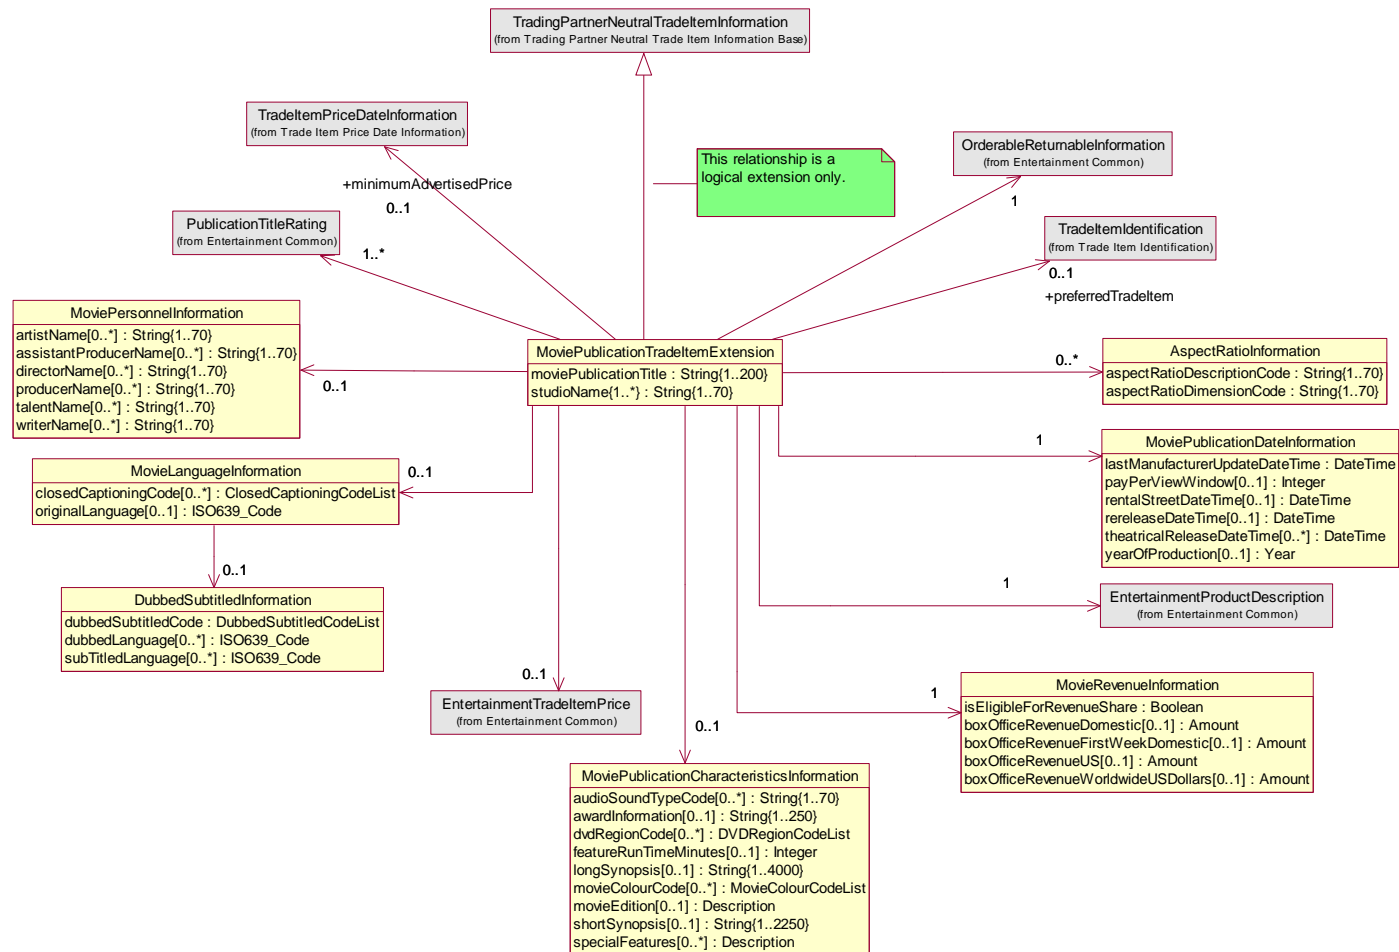 TradingPartnerNeutralTradeItemInformation
(from Trading Partner Neutral Trade Item Information Base)
TradeItemPriceDateInformation
(from Trade Item Price Date Information)
This relationship is a
logical extension only.
OrderableReturnableInformation
(from Entertainment Common)
+minimumAdvertisedPrice
0..1
1
PublicationTitleRating
(from Entertainment Common)
1..*
TradeItemIdentification
(from Trade Item Identification)
0..1
+preferredTradeItem
MoviePersonnelInformation
artistName[0..*] : String{1..70}
assistantProducerName[0..*] : String{1..70}
directorName[0..*] : String{1..70}
producerName[0..*] : String{1..70}
talentName[0..*] : String{1..70}
writerName[0..*] : String{1..70}
0..1
MoviePublicationTradeItemExtension
moviePublicationTitle : String{1..200}
studioName{1..*} : String{1..70}
0..*
AspectRatioInformation
aspectRatioDescriptionCode : String{1..70}
aspectRatioDimensionCode : String{1..70}
1
MoviePublicationDateInformation
lastManufacturerUpdateDateTime : DateTime
payPerViewWindow[0..1] : Integer
rentalStreetDateTime[0..1] : DateTime
rereleaseDateTime[0..1] : DateTime
theatricalReleaseDateTime[0..*] : DateTime
yearOfProduction[0..1] : Year
MovieLanguageInformation
closedCaptioningCode[0..*] : ClosedCaptioningCodeList
originalLanguage[0..1] : ISO639_Code
0..1
0..1
DubbedSubtitledInformation
dubbedSubtitledCode : DubbedSubtitledCodeList
dubbedLanguage[0..*] : ISO639_Code
subTitledLanguage[0..*] : ISO639_Code
1
EntertainmentProductDescription
(from Entertainment Common)
0..1
EntertainmentTradeItemPrice
(from Entertainment Common)
1
MovieRevenueInformation
isEligibleForRevenueShare : Boolean
boxOfficeRevenueDomestic[0..1] : Amount
boxOfficeRevenueFirstWeekDomestic[0..1] : Amount
boxOfficeRevenueUS[0..1] : Amount
boxOfficeRevenueWorldwideUSDollars[0..1] : Amount
0..1
MoviePublicationCharacteristicsInformation
audioSoundTypeCode[0..*] : String{1..70}
awardInformation[0..1] : String{1..250}
dvdRegionCode[0..*] : DVDRegionCodeList
featureRunTimeMinutes[0..1] : Integer
longSynopsis[0..1] : String{1..4000}
movieColourCode[0..*] : MovieColourCodeList
movieEdition[0..1] : Description
shortSynopsis[0..1] : String{1..2250}
specialFeatures[0..*] : Description